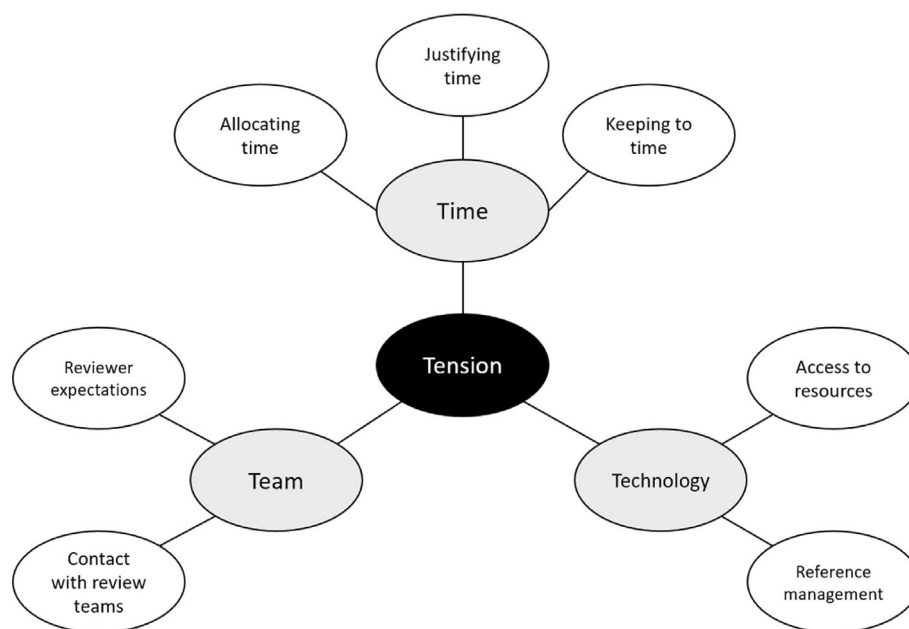 Justifying
time
Allocating
time
Keeping to
time
Time
Tension
Reviewer
expectations
Access to
resources
Team
Technology
Contact
with review
teams
Reference
management